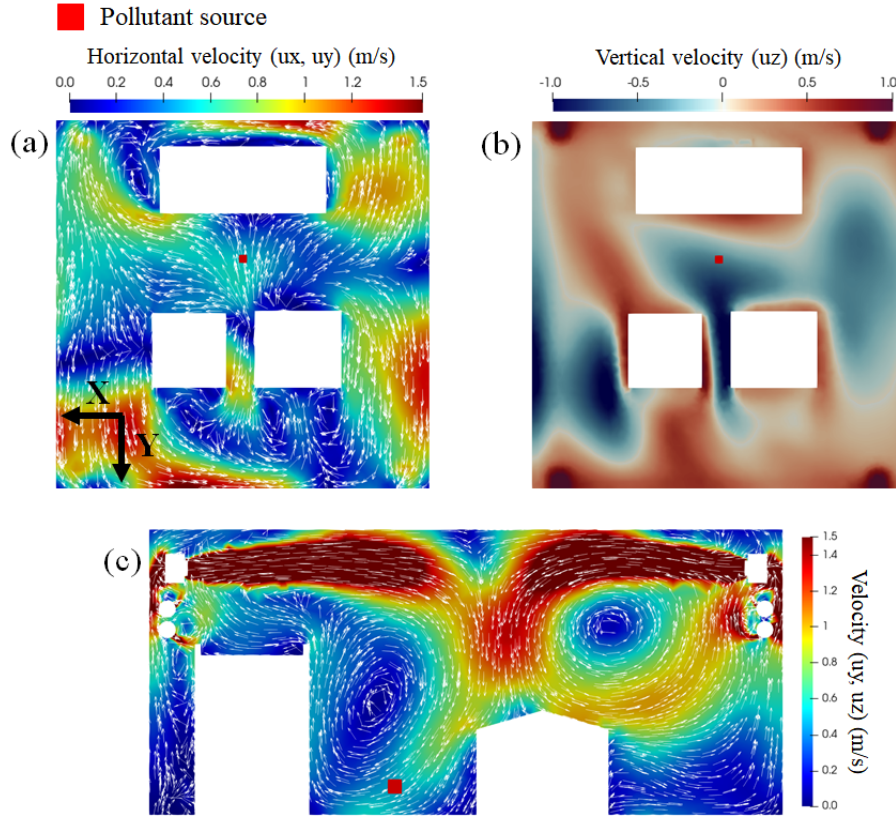 Pollutant source
Horizontal velocity (ux, uy) (m/s)
0.0 0.2 0.4 0.6 0.8 1 1.2 1.5
Vertical velocity (uz) (m/s)
-1.0 -0.5 0 0.5 1.0
(a)
(b)
X
Y
(c)
1.5
1.4
1.2
1.0
0.8
0.6
0.4
0.2
0.0
Velocity (uy, uz) (m/s)